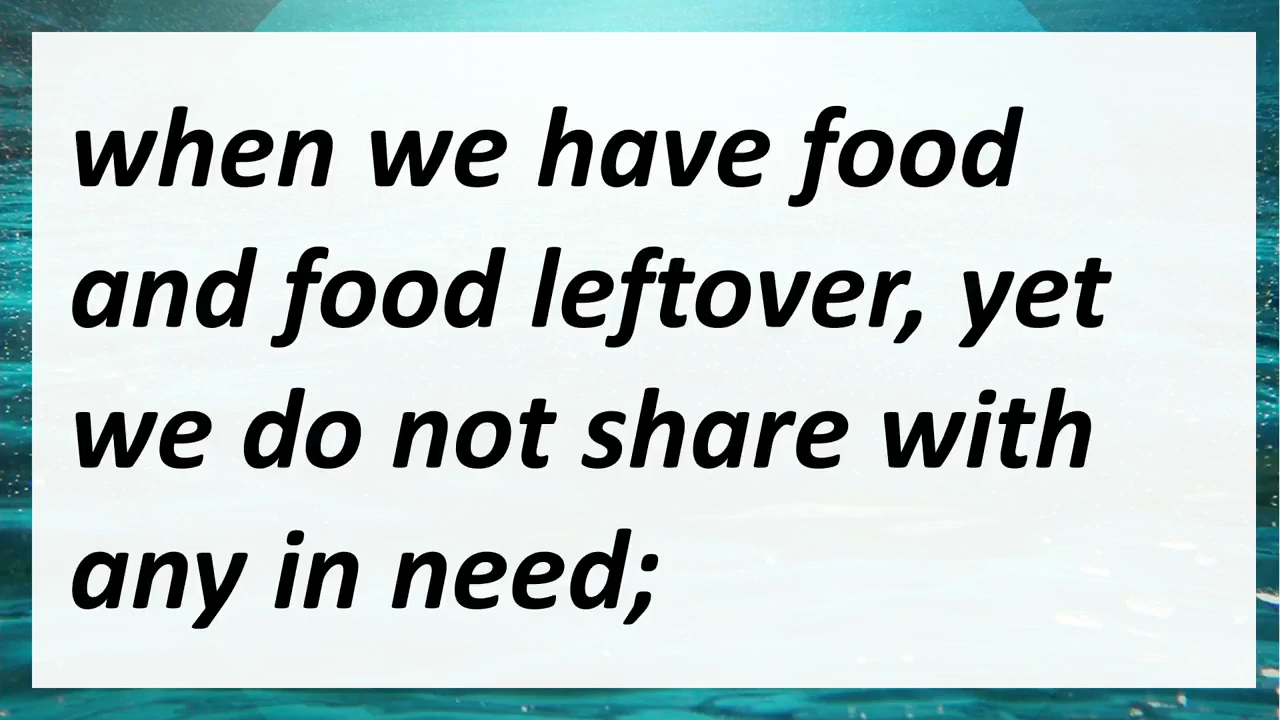 when we have food
and food leftover, yet
we do not share with
any in need;